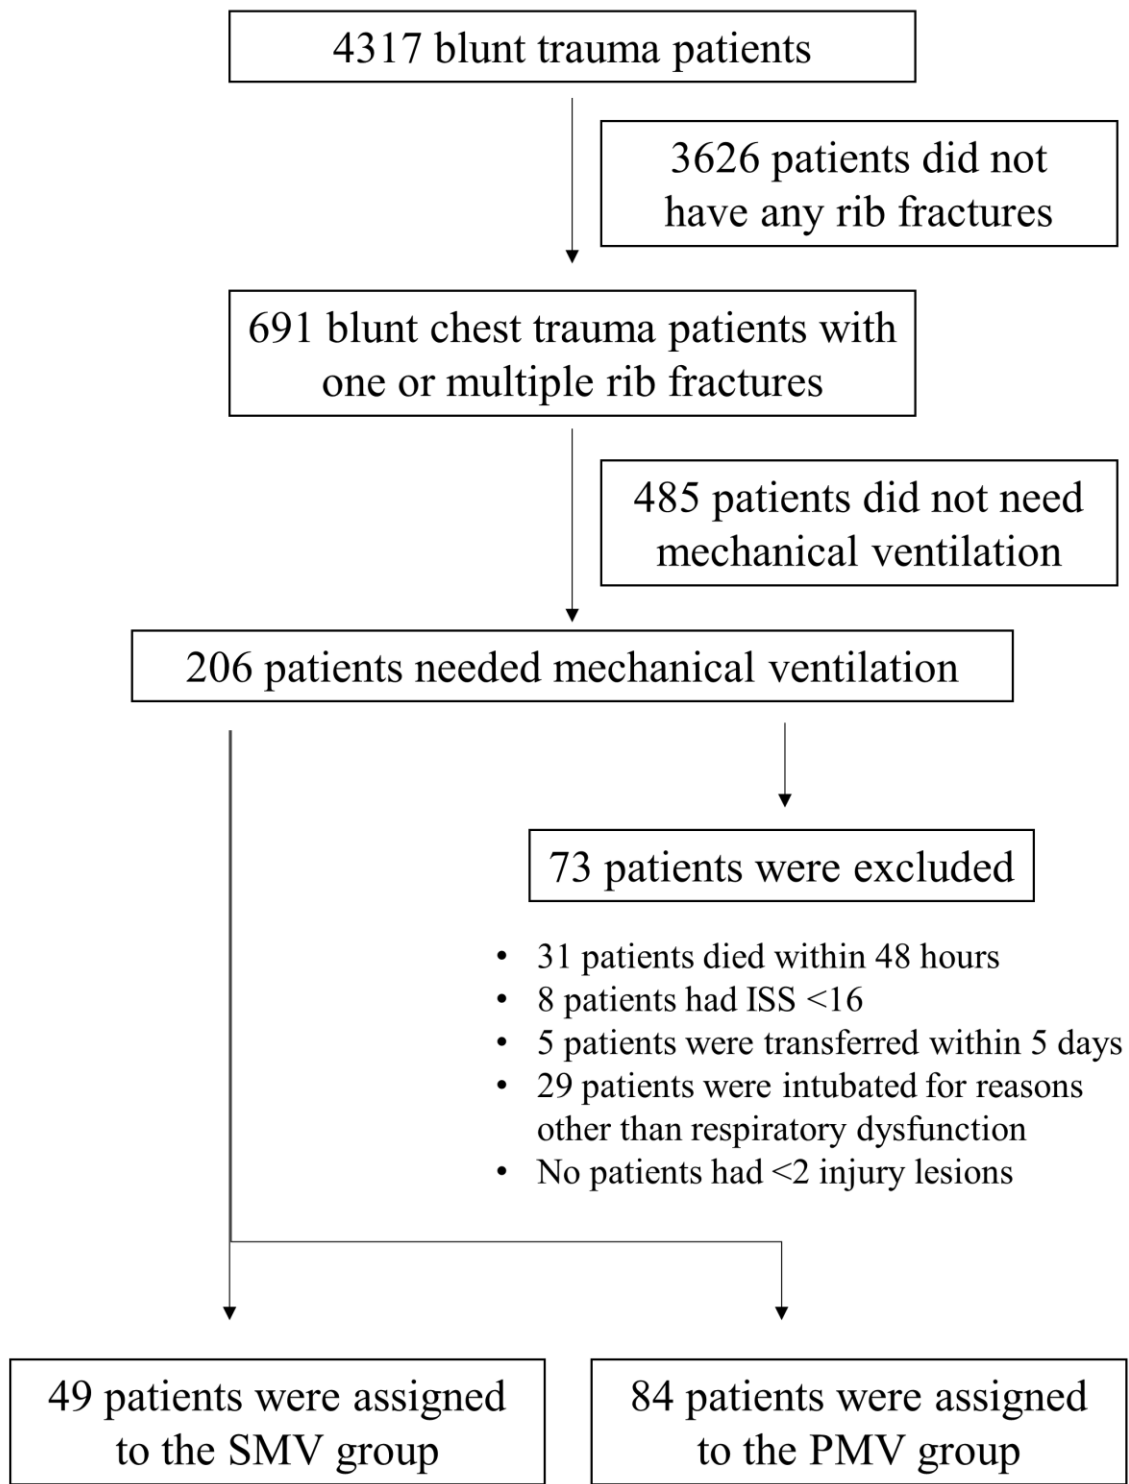 4317 blunt trauma patients
3626 patients did not
have any rib fractures
691 blunt chest trauma patients with
one or multiple rib fractures
485 patients did not need
mechanical ventilation
206 patients needed mechanical ventilation
73 patients were excluded
• 31 patients died within 48 hours
• 8 patients had ISS <16
• 5 patients were transferred within 5 days
• 29 patients were intubated for reasons
other than respiratory dysfunction
• No patients had <2 injury lesions
49 patients were assigned
to the SMV group
84 patients were assigned
to the PMV group